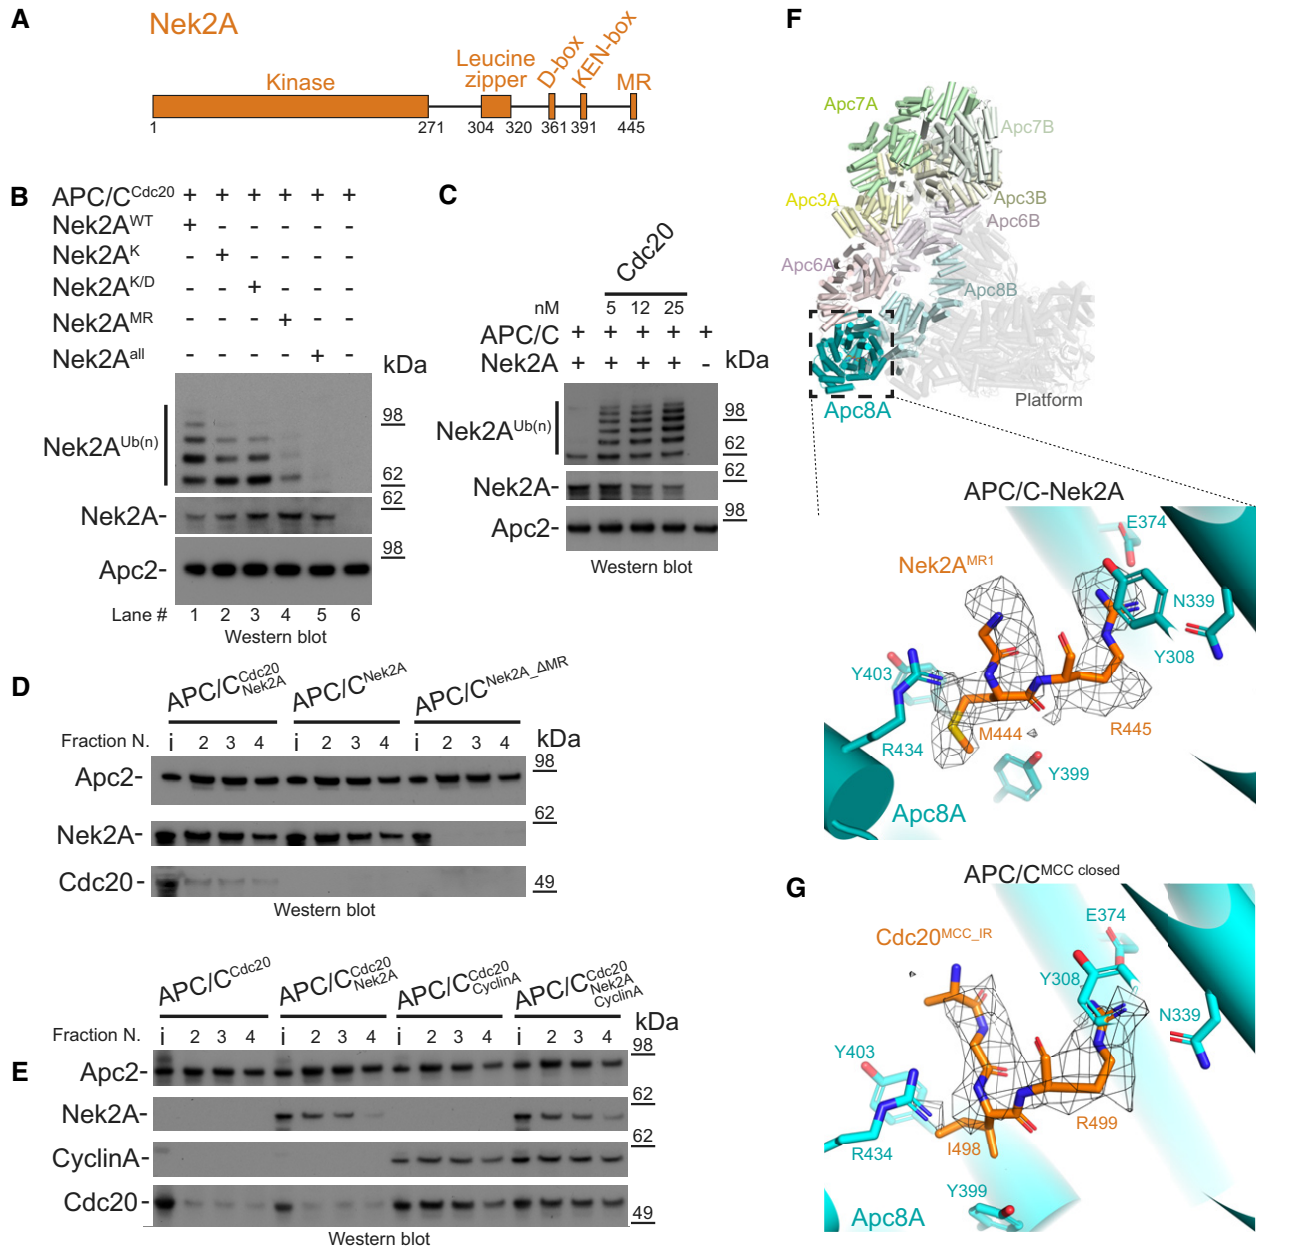 A
Nek2A
Kinase
Leucine
zipper
D-box
KEN-box
MR
1 271 304 320 361 391 445
B
APC/C^Cdc20 + + + + + +
Nek2A^WT + - - - - -
Nek2A^K - + - - - -
Nek2A^K/D - - + - - -
Nek2A^MR - - - + - -
Nek2A^all - - - - + -
kDa
Nek2A^Ub(n)
98
62
Nek2A-
62
Apc2-
98
Lane # 1 2 3 4 5 6
Western blot
C
Cdc20
nM 5 12 25
APC/C + + + + +
Nek2A + + + + -
kDa
Nek2A^Ub(n)
98
62
Nek2A-
62
Apc2-
98
Western blot
D
APC/C^Cdc20_Nek2A APC/C^Nek2A APC/C^Nek2A_ΔMR
Fraction N. i 2 3 4 i 2 3 4 i 2 3 4
kDa
Apc2-
98
Nek2A-
62
Cdc20-
49
Western blot
E
APC/C^Cdc20 APC/C^Cdc20_Nek2A APC/C^Cdc20_CyclinA APC/C^Cdc20_Nek2A_CyclinA
Fraction N. i 2 3 4 i 2 3 4 i 2 3 4 i 2 3 4
kDa
Apc2-
98
Nek2A-
62
CyclinA-
62
Cdc20-
49
Western blot
F
Apc7A
Apc7B
Apc3A
Apc3B
Apc6B
Apc6A
Apc8B
Platform
Apc8A
APC/C-Nek2A
E374
Nek2A^MR1
N339
Y308
Y403
R434
M444
R445
Y399
Apc8A
G
APC/C^MCC closed
E374
Cdc20^MCC_IR
Y308
N339
Y403
R499
R434
I498
Y399
Apc8A